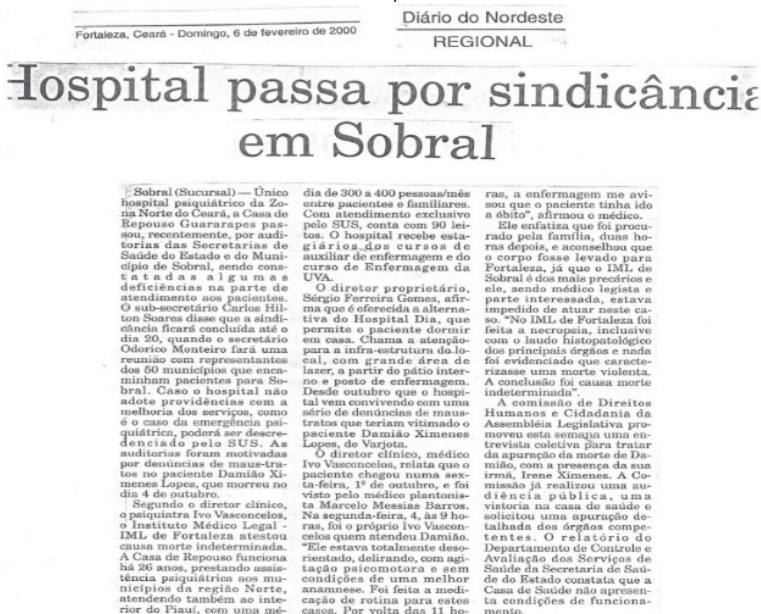 Fortaleza, Ceará - Domingo, 6 de fevereiro de 2000
Diário do Nordeste
REGIONAL
Hospital passa por sindicância
em Sobral
Sobral (Sucursal) — Único
hospital psiquiátrico da Zo-
na Norte do Ceará, a Casa de
Repouso Guararapes pas-
sou, recentemente, por audi-
torias das Secretarias de
Saúde do Estado e do Muni-
cípio de Sobral, sendo cons-
tatadas algumas
deficiências na parte de
atendimento aos pacientes.
O sub-secretário Carlos Hil-
ton Soares disse que a sindi-
cância ficará concluída até o
dia 20, quando o secretário
Odorico Monteiro fará uma
reunião com representantes
dos 50 municípios que enca-
minham pacientes para So-
bral. Caso o hospital não
adote providências com a
melhoria dos serviços, como
é o caso da emergência psi-
quiátrica, poderá ser descre-
denciado pelo SUS. As
auditorias foram motivadas
por denúncias de maus-tra-
tos no paciente Damião Xi-
menes Lopes, que morreu no
dia 4 de outubro.
Segundo o diretor clínico,
o psiquiatra Ivo Vasconcelos,
o Instituto Médico Legal -
IML de Fortaleza atestou
causa morte indeterminada.
A Casa de Repouso funciona
há 26 anos, prestando assis-
tência psiquiátrica aos mu-
nicípios da região Norte,
atendendo também ao inte-
rior do Piauí, com uma mé-
dia de 300 a 400 pessoas/mês
entre pacientes e familiares.
Com atendimento exclusivo
pelo SUS, conta com 90 lei-
tos. O hospital recebe esta-
giários dos cursos de
auxiliar de enfermagem e do
curso de Enfermagem da
UVA.
O diretor proprietário,
Sérgio Ferreira Gomes, afir-
ma que é oferecida a alterna-
tiva do Hospital Dia, que
permite o paciente dormir
em casa. Chama a atenção
para a infra-estrutura do lo-
cal, com grande área de
lazer, a partir do pátio inter-
no e posto de enfermagem.
Desde outubro que o hospi-
tal vem convivendo com uma
série de denúncias de maus-
tratos que teriam vitimado o
paciente Damião Ximenes
Lopes, de Varjota.
O diretor clínico, médico
Ivo Vasconcelos, relata que o
paciente chegou numa sex-
ta-feira, 1º de outubro, e foi
visto pelo médico plantonis-
ta Marcelo Messias Barros.
Na segunda-feira, 4, às 9 ho-
ras, foi o próprio Ivo Vascon-
celos quem atendeu Damião.
"Ele estava totalmente deso-
rientado, delirando, com agi-
tação psicomotora e sem
condições de uma melhor
anamnese. Foi feita a medi-
cação de rotina para estes
casos. Por volta das 11 ho-
ras, a enfermagem me avi-
sou que o paciente tinha ido
a óbito", afirmou o médico.
Ele enfatiza que foi procu-
rado pela família, duas ho-
ras depois, e aconselhou que
o corpo fosse levado para
Fortaleza, já que o IML de
Sobral é dos mais precários e
ele, sendo médico legista e
parte interessada, estava
impedido de atuar neste ca-
so. "No IML de Fortaleza foi
feita a necropsia, inclusive
com o laudo histopatológico
dos principais órgãos e nada
foi evidenciado que caracte-
rizasse uma morte violenta.
A conclusão foi causa morte
indeterminada".
A comissão de Direitos
Humanos e Cidadania da
Assembléia Legislativa pro-
moveu esta semana uma en-
trevista coletiva para tratar
da apuração da morte de Da-
mião, com a presença da sua
irmã, Irene Ximenes. A Co-
missão já realizou uma au-
diência pública, uma
vistoria na casa de saúde e
solicitou uma apuração de-
talhada dos órgãos compe-
tentes. O relatório do
Departamento de Controle e
Avaliação dos Serviços de
Saúde da Secretaria de Saú-
de do Estado constata que a
Casa de Saúde não apresen-
ta condições de funciona-
mento.